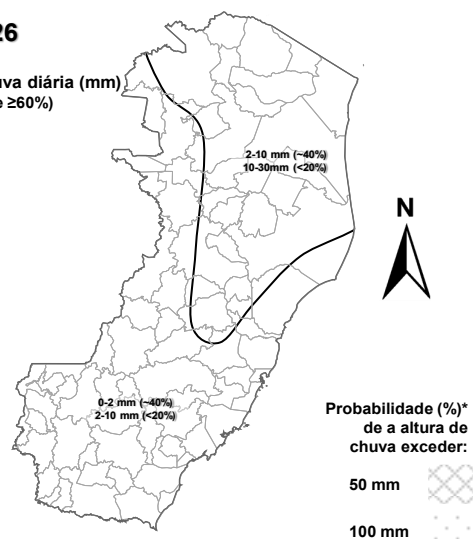 26
uva diária (mm)
e ≥60%)
2-10 mm (~40%)
10-30mm (<20%)
N
0-2 mm (~40%)
2-10 mm (<20%)
Probabilidade (%)*
de a altura de
chuva exceder:
50 mm
100 mm